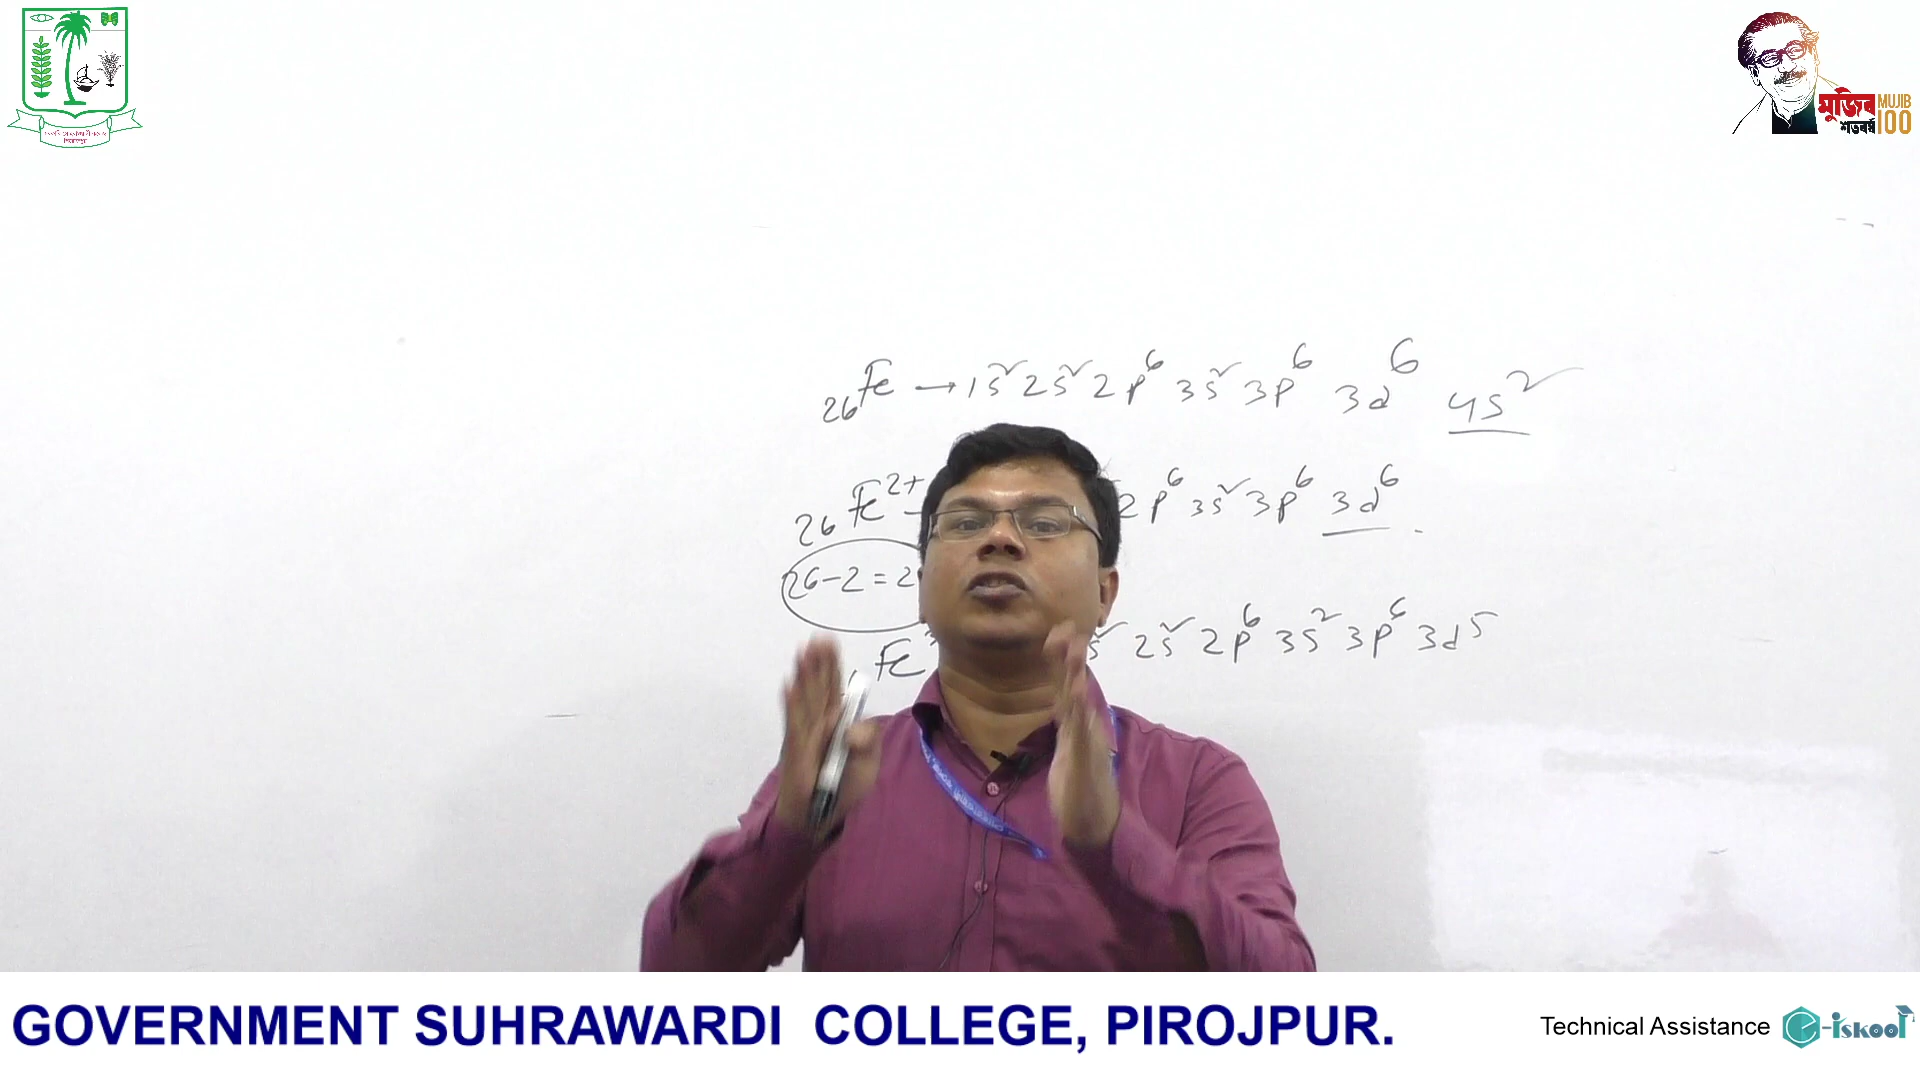 মুজিব MUJIB
শতবর্ষ 100
26Fe → 1s² 2s² 2p⁶ 3s² 3p⁶ 3d⁶ 4s²
26Fe²⁺ 2p⁶ 3s² 3p⁶ 3d⁶
26-2=2
Fe 2s² 2p⁶ 3s² 3p⁶ 3d⁵
GOVERNMENT SUHRAWARDI COLLEGE, PIROJPUR.
Technical Assistance e-iskool